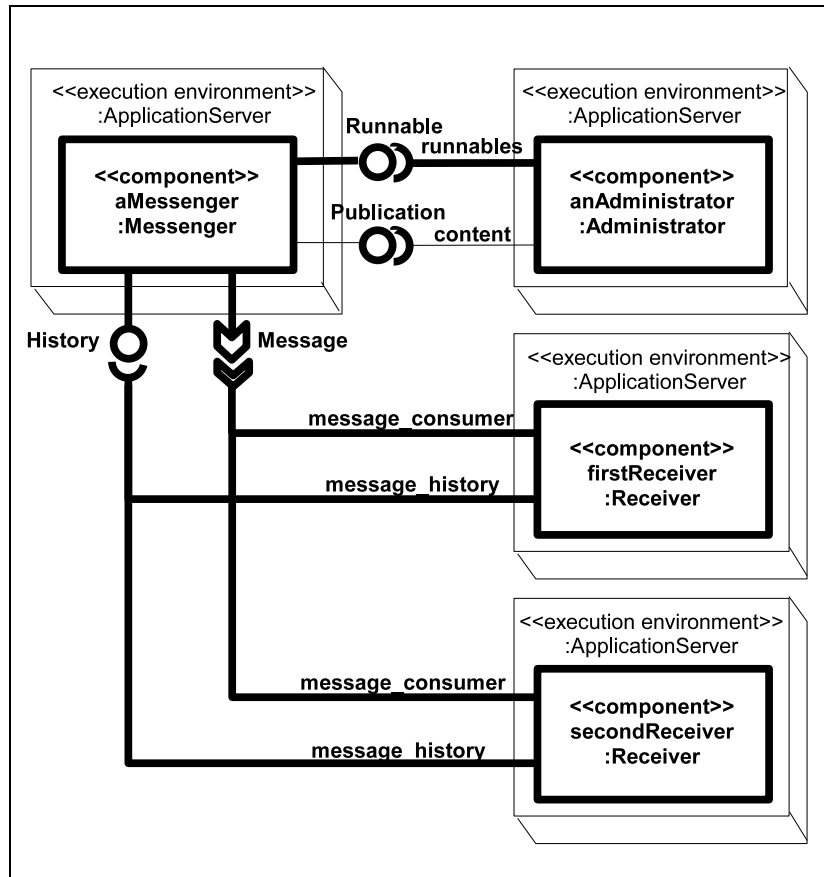 <<execution environment>>
:ApplicationServer
<<component>>
aMessenger
:Messenger
Runnable
runnables
Publication
content
<<execution environment>>
:ApplicationServer
<<component>>
anAdministrator
:Administrator
History
Message
<<execution environment>>
:ApplicationServer
message_consumer
<<component>>
firstReceiver
:Receiver
message_history
<<execution environment>>
:ApplicationServer
message_consumer
<<component>>
secondReceiver
:Receiver
message_history